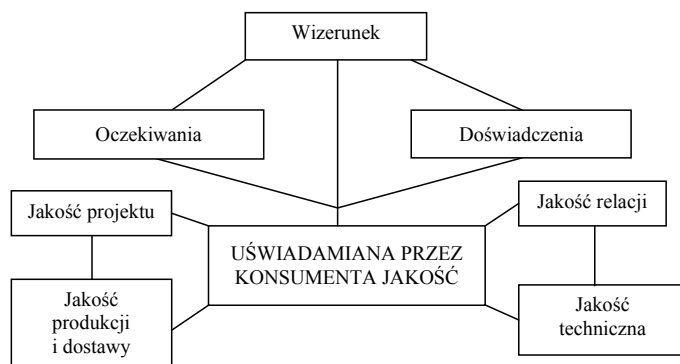 Wizerunek
Oczekiwania
Doświadczenia
Jakość projektu
Jakość relacji
UŚWIADAMIANA PRZEZ
KONSUMENTA JAKOŚĆ
Jakość
produkcji
i dostawy
Jakość
techniczna